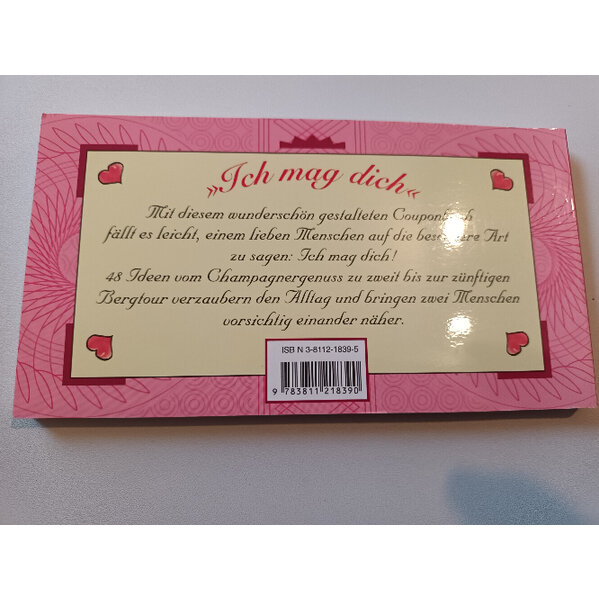 »Ich mag dich«
Mit diesem wunderschön gestalteten Couponbuch
fällt es leicht, einem lieben Menschen auf die besondere Art
zu sagen: Ich mag dich!
48 Ideen vom Champagnergenuss zu zweit bis zur zünftigen
Bergtour verzaubern den Alltag und bringen zwei Menschen
vorsichtig einander näher.
ISBN 3-8112-1839-5
9 783811 218390